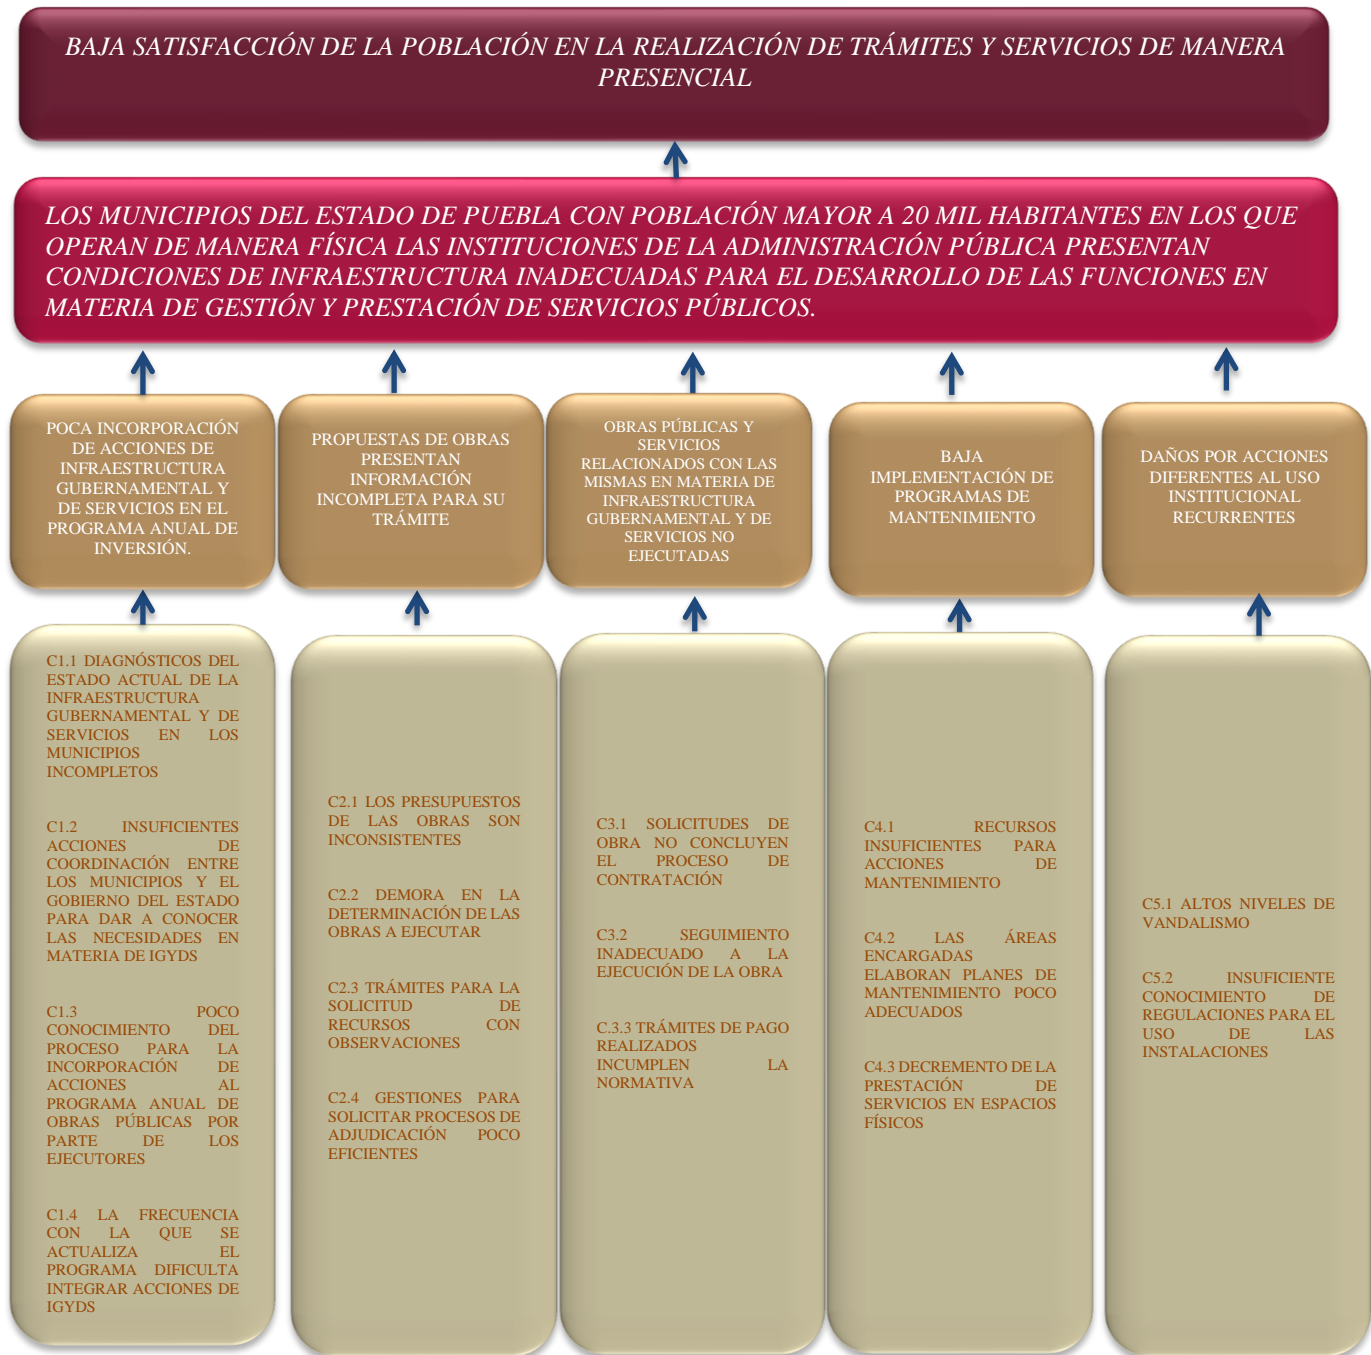 BAJA SATISFACCIÓN DE LA POBLACIÓN EN LA REALIZACIÓN DE TRÁMITES Y SERVICIOS DE MANERA
PRESENCIAL
LOS MUNICIPIOS DEL ESTADO DE PUEBLA CON POBLACIÓN MAYOR A 20 MIL HABITANTES EN LOS QUE
OPERAN DE MANERA FÍSICA LAS INSTITUCIONES DE LA ADMINISTRACIÓN PÚBLICA PRESENTAN
CONDICIONES DE INFRAESTRUCTURA INADECUADAS PARA EL DESARROLLO DE LAS FUNCIONES EN
MATERIA DE GESTIÓN Y PRESTACIÓN DE SERVICIOS PÚBLICOS.
POCA INCORPORACIÓN
DE ACCIONES DE
INFRAESTRUCTURA
GUBERNAMENTAL Y
DE SERVICIOS EN EL
PROGRAMA ANUAL DE
INVERSIÓN.
PROPUESTAS DE OBRAS
PRESENTAN
INFORMACIÓN
INCOMPLETA PARA SU
TRÁMITE
OBRAS PÚBLICAS Y
SERVICIOS
RELACIONADOS CON LAS
MISMAS EN MATERIA DE
INFRAESTRUCTURA
GUBERNAMENTAL Y DE
SERVICIOS NO
EJECUTADAS
BAJA
IMPLEMENTACIÓN DE
PROGRAMAS DE
MANTENIMIENTO
DAÑOS POR ACCIONES
DIFERENTES AL USO
INSTITUCIONAL
RECURRENTES
C1.1 DIAGNÓSTICOS DEL
ESTADO ACTUAL DE LA
INFRAESTRUCTURA
GUBERNAMENTAL Y DE
SERVICIOS EN LOS
MUNICIPIOS
INCOMPLETOS
C1.2 INSUFICIENTES
ACCIONES DE
COORDINACIÓN ENTRE
LOS MUNICIPIOS Y EL
GOBIERNO DEL ESTADO
PARA DAR A CONOCER
LAS NECESIDADES EN
MATERIA DE IGYDS
C1.3 POCO
CONOCIMIENTO DEL
PROCESO PARA LA
INCORPORACIÓN DE
ACCIONES AL
PROGRAMA ANUAL DE
OBRAS PÚBLICAS POR
PARTE DE LOS
EJECUTORES
C1.4 LA FRECUENCIA
CON LA QUE SE
ACTUALIZA EL
PROGRAMA DIFICULTA
INTEGRAR ACCIONES DE
IGYDS
C2.1 LOS PRESUPUESTOS
DE LAS OBRAS SON
INCONSISTENTES
C2.2 DEMORA EN LA
DETERMINACIÓN DE LAS
OBRAS A EJECUTAR
C2.3 TRÁMITES PARA LA
SOLICITUD DE
RECURSOS CON
OBSERVACIONES
C2.4 GESTIONES PARA
SOLICITAR PROCESOS DE
ADJUDICACIÓN POCO
EFICIENTES
C3.1 SOLICITUDES DE
OBRA NO CONCLUYEN
EL PROCESO DE
CONTRATACIÓN
C3.2 SEGUIMIENTO
INADECUADO A LA
EJECUCIÓN DE LA OBRA
C.3.3 TRÁMITES DE PAGO
REALIZADOS
INCUMPLEN LA
NORMATIVA
C4.1 RECURSOS
INSUFICIENTES PARA
ACCIONES DE
MANTENIMIENTO
C4.2 LAS ÁREAS
ENCARGADAS
ELABORAN PLANES DE
MANTENIMIENTO POCO
ADECUADOS
C4.3 DECREMENTO DE LA
PRESTACIÓN DE
SERVICIOS EN ESPACIOS
FÍSICOS
C5.1 ALTOS NIVELES DE
VANDALISMO
C5.2 INSUFICIENTE
CONOCIMIENTO DE
REGULACIONES PARA EL
USO DE LAS
INSTALACIONES